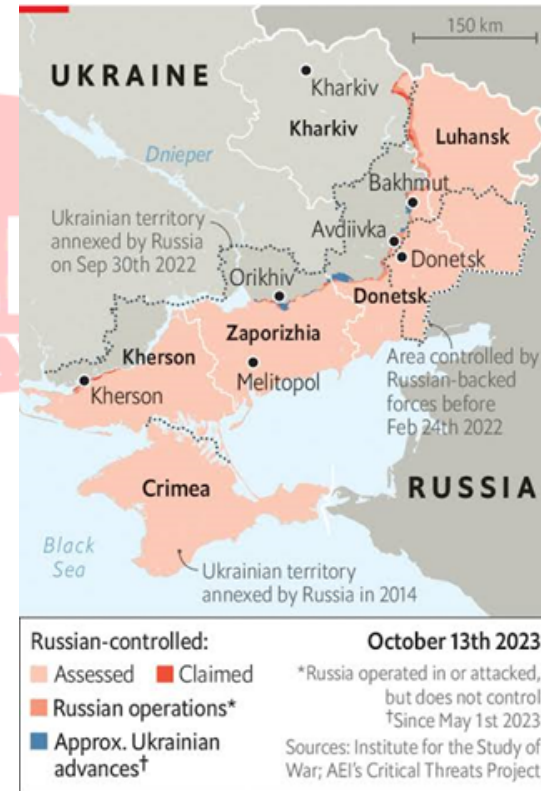 150 km
UKRAINE
Kharkiv
Kharkiv
Luhansk
Dnieper
Bakhmut
Ukrainian territory
annexed by Russia
on Sep 30th 2022
Avdiivka
Donetsk
Orikhiv
Donetsk
Zaporizhia
Kherson
Melitopol
Kherson
Area controlled by
Russian-backed
forces before
Feb 24th 2022
Crimea
RUSSIA
Black
Sea
Ukrainian territory
annexed by Russia in 2014
Russian-controlled:
Assessed
Claimed
Russian operations*
Approx. Ukrainian
advances†
October 13th 2023
*Russia operated in or attacked,
but does not control
†Since May 1st 2023
Sources: Institute for the Study of
War; AEI's Critical Threats Project